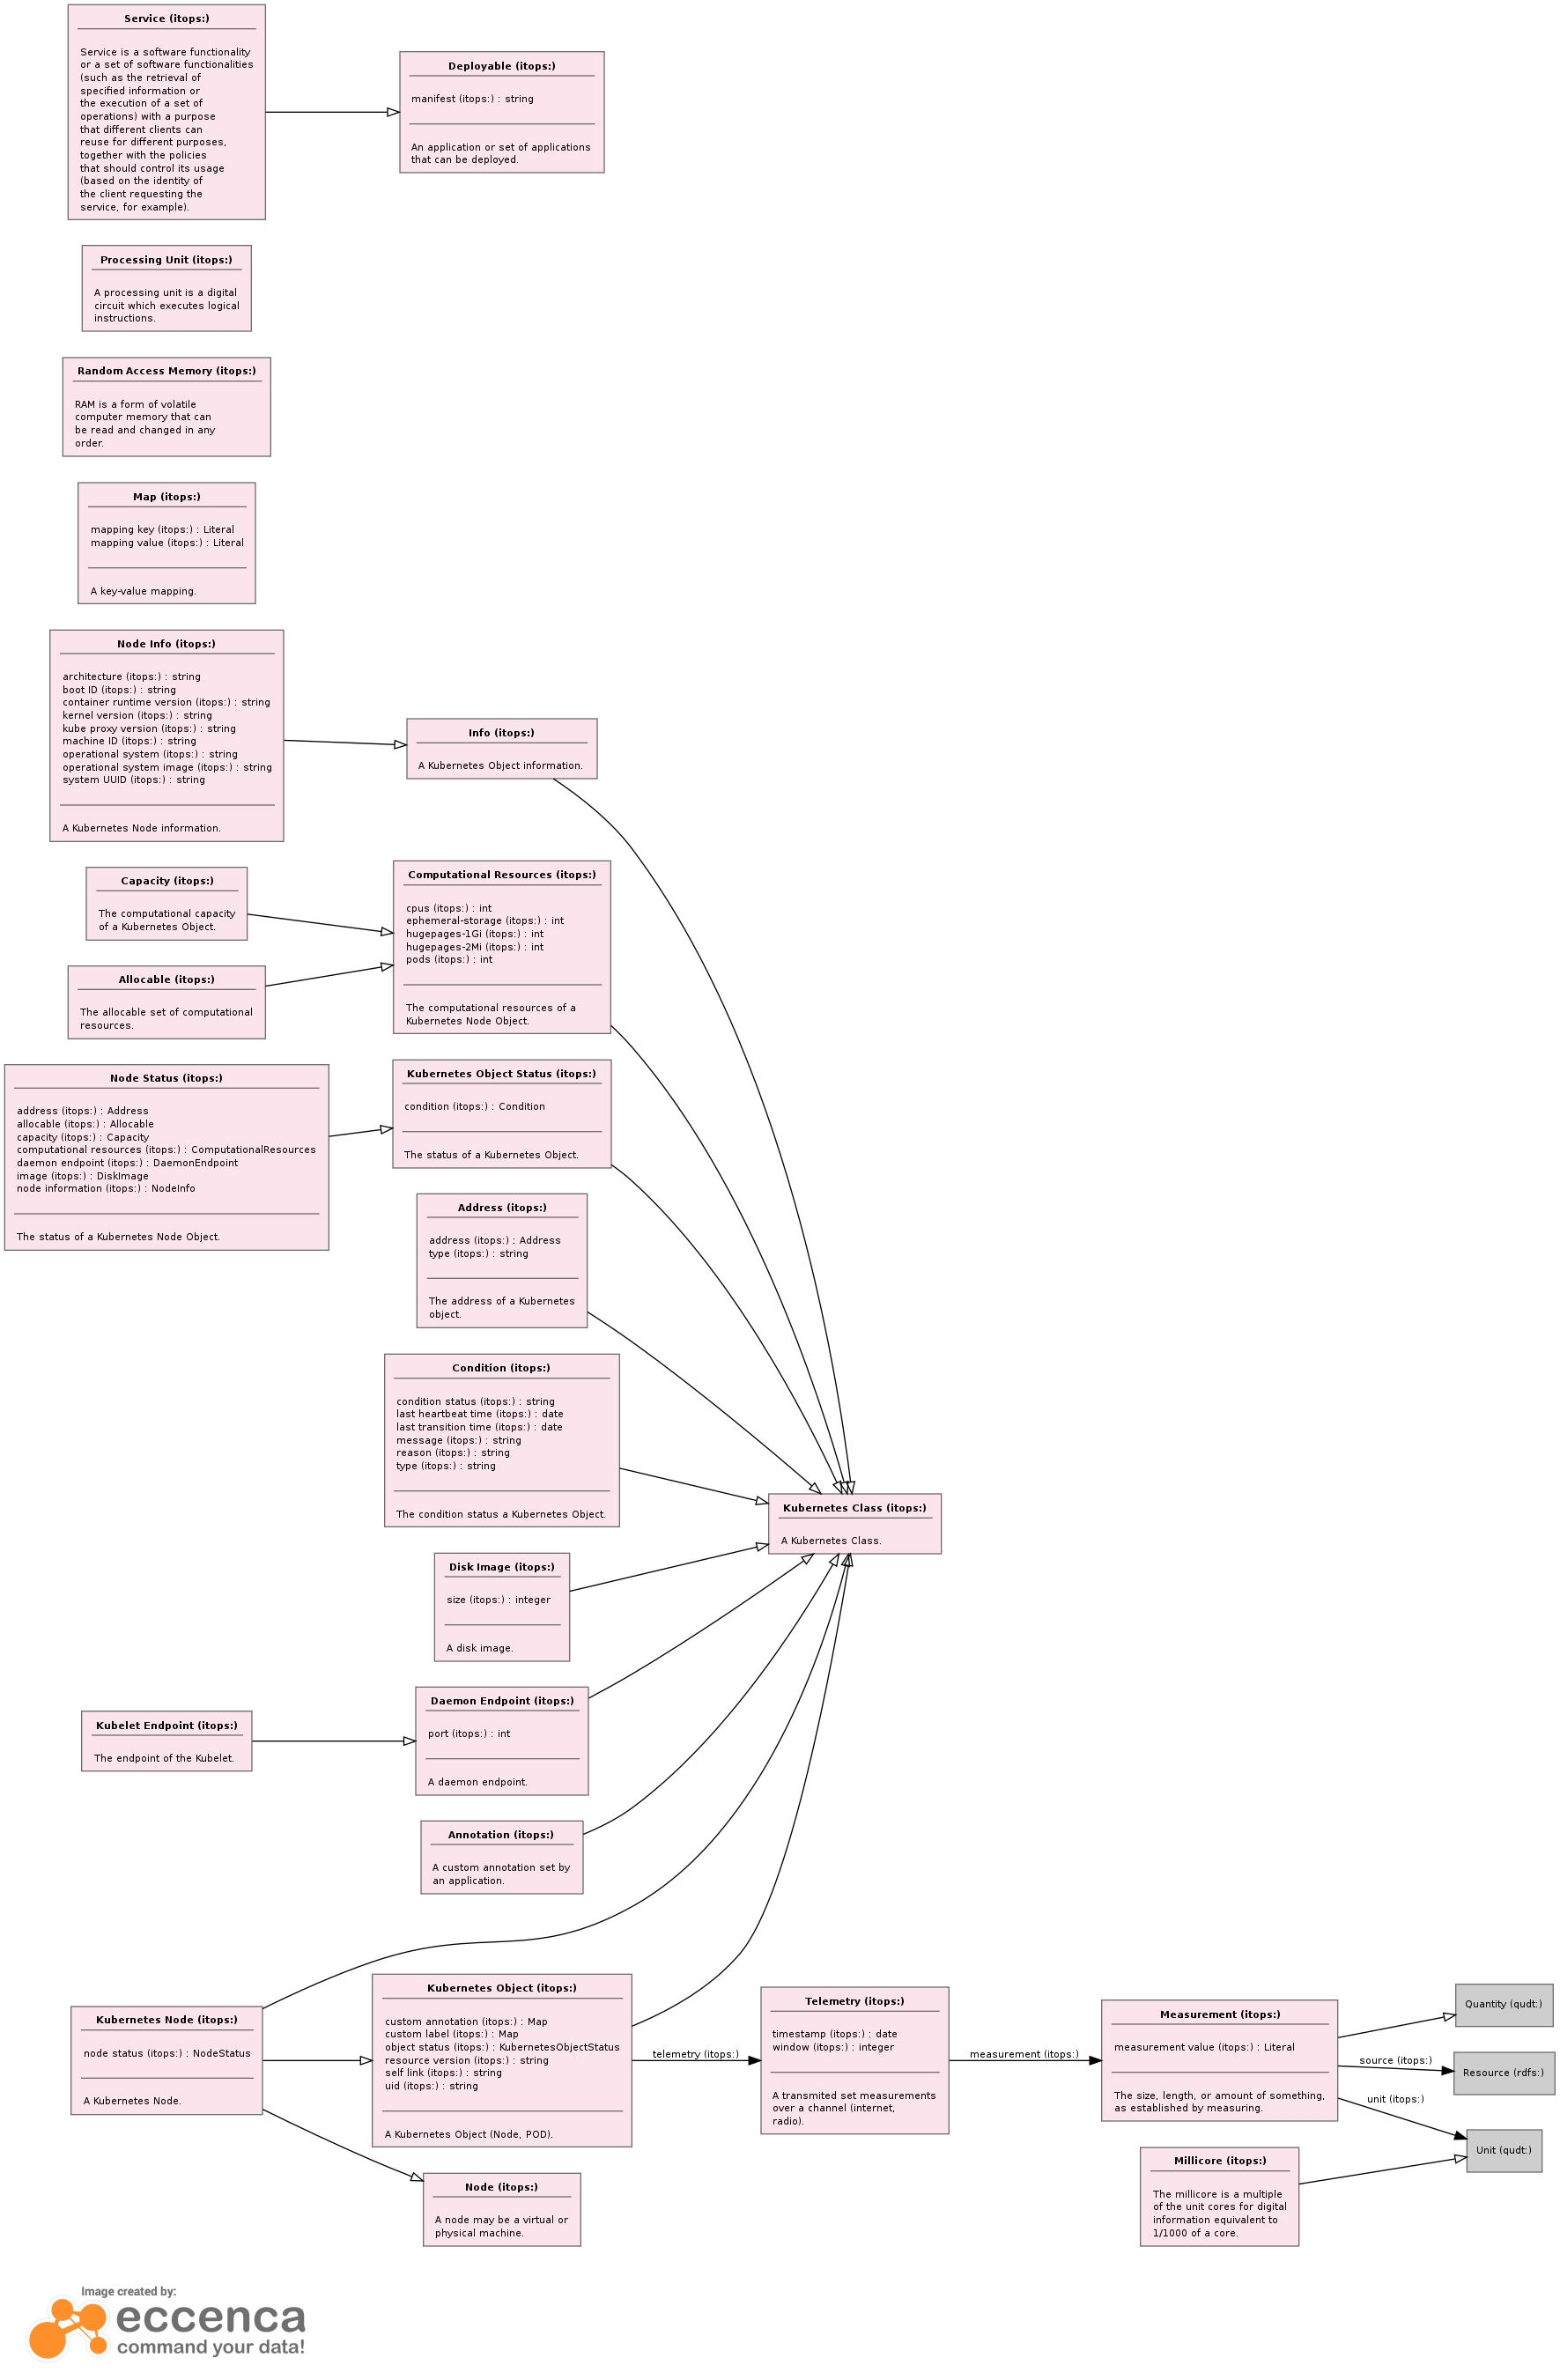 Service (itops:)
Service is a software functionality
or a set of software functionalities
(such as the retrieval of
specified information or
the execution of a set of
operations) with a purpose
that different clients can
reuse for different purposes,
together with the policies
that should control its usage
(based on the identity of
the client requesting the
service, for example).
Deployable (itops:)
manifest (itops:) : string
An application or set of applications
that can be deployed.
Processing Unit (itops:)
A processing unit is a digital
circuit which executes logical
instructions.
Random Access Memory (itops:)
RAM is a form of volatile
computer memory that can
be read and changed in any
order.
Map (itops:)
mapping key (itops:) : Literal
mapping value (itops:) : Literal
A key-value mapping.
Node Info (itops:)
architecture (itops:) : string
boot ID (itops:) : string
container runtime version (itops:) : string
kernel version (itops:) : string
kube proxy version (itops:) : string
machine ID (itops:) : string
operational system (itops:) : string
operational system image (itops:) : string
system UUID (itops:) : string
A Kubernetes Node information.
Info (itops:)
A Kubernetes Object information.
Capacity (itops:)
The computational capacity
of a Kubernetes Object.
Allocable (itops:)
The allocable set of computational
resources.
Computational Resources (itops:)
cpus (itops:) : int
ephemeral-storage (itops:) : int
hugepages-1Gi (itops:) : int
hugepages-2Mi (itops:) : int
pods (itops:) : int
The computational resources of a
Kubernetes Node Object.
Node Status (itops:)
address (itops:) : Address
allocable (itops:) : Allocable
capacity (itops:) : Capacity
computational resources (itops:) : ComputationalResources
daemon endpoint (itops:) : DaemonEndpoint
image (itops:) : DiskImage
node information (itops:) : NodeInfo
The status of a Kubernetes Node Object.
Kubernetes Object Status (itops:)
condition (itops:) : Condition
The status of a Kubernetes Object.
Address (itops:)
address (itops:) : Address
type (itops:) : string
The address of a Kubernetes
object.
Condition (itops:)
condition status (itops:) : string
last heartbeat time (itops:) : date
last transition time (itops:) : date
message (itops:) : string
reason (itops:) : string
type (itops:) : string
The condition status a Kubernetes Object.
Kubernetes Class (itops:)
A Kubernetes Class.
Disk Image (itops:)
size (itops:) : integer
A disk image.
Kubelet Endpoint (itops:)
The endpoint of the Kubelet.
Daemon Endpoint (itops:)
port (itops:) : int
A daemon endpoint.
Annotation (itops:)
A custom annotation set by
an application.
Kubernetes Node (itops:)
node status (itops:) : NodeStatus
A Kubernetes Node.
Kubernetes Object (itops:)
custom annotation (itops:) : Map
custom label (itops:) : Map
object status (itops:) : KubernetesObjectStatus
resource version (itops:) : string
self link (itops:) : string
uid (itops:) : string
A Kubernetes Object (Node, POD).
telemetry (itops:)
Telemetry (itops:)
timestamp (itops:) : date
window (itops:) : integer
A transmited set measurements
over a channel (internet,
radio).
measurement (itops:)
Measurement (itops:)
measurement value (itops:) : Literal
The size, length, or amount of something,
as established by measuring.
source (itops:)
unit (itops:)
Quantity (qudt:)
Resource (rdfs:)
Unit (qudt:)
Millicore (itops:)
The millicore is a multiple
of the unit cores for digital
information equivalent to
1/1000 of a core.
Node (itops:)
A node may be a virtual or
physical machine.
Image created by:
eccenca
command your data!